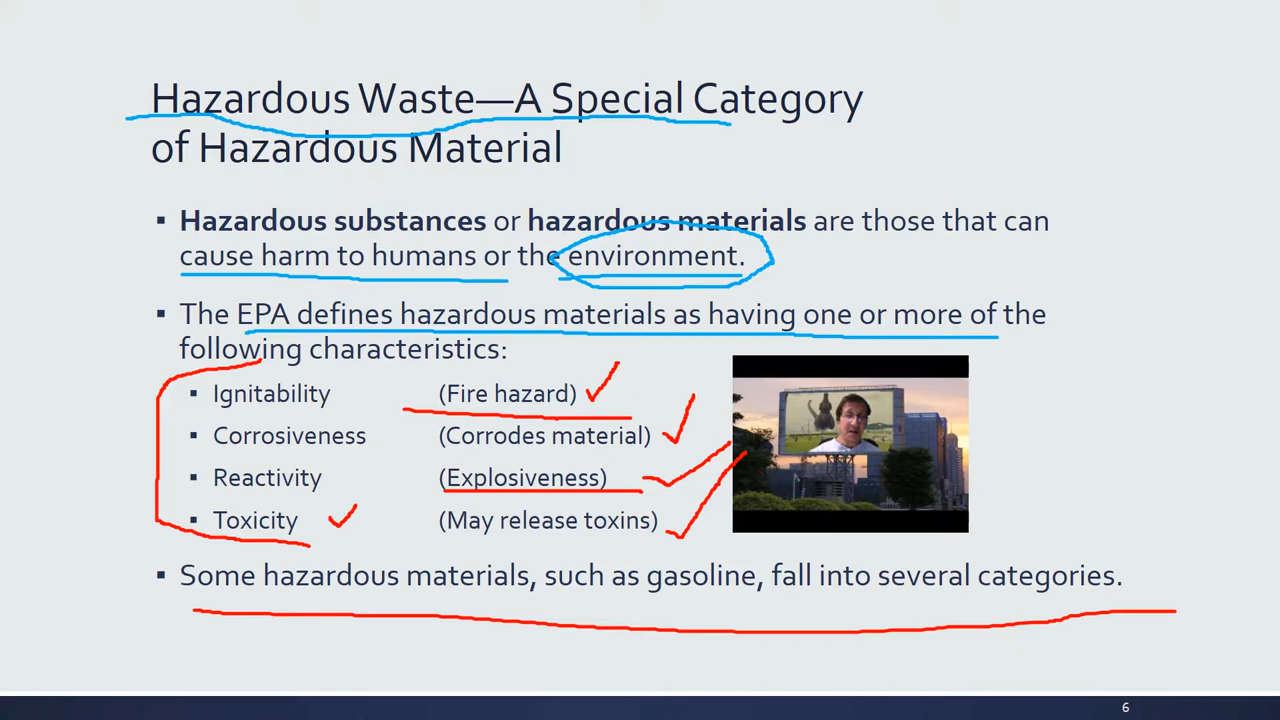 Hazardous Waste—A Special Category
of Hazardous Material
▪ Hazardous substances or hazardous materials are those that can
cause harm to humans or the environment.
▪ The EPA defines hazardous materials as having one or more of the
following characteristics:
▪ Ignitability (Fire hazard)
▪ Corrosiveness (Corrodes material)
▪ Reactivity (Explosiveness)
▪ Toxicity (May release toxins)
▪ Some hazardous materials, such as gasoline, fall into several categories.
6